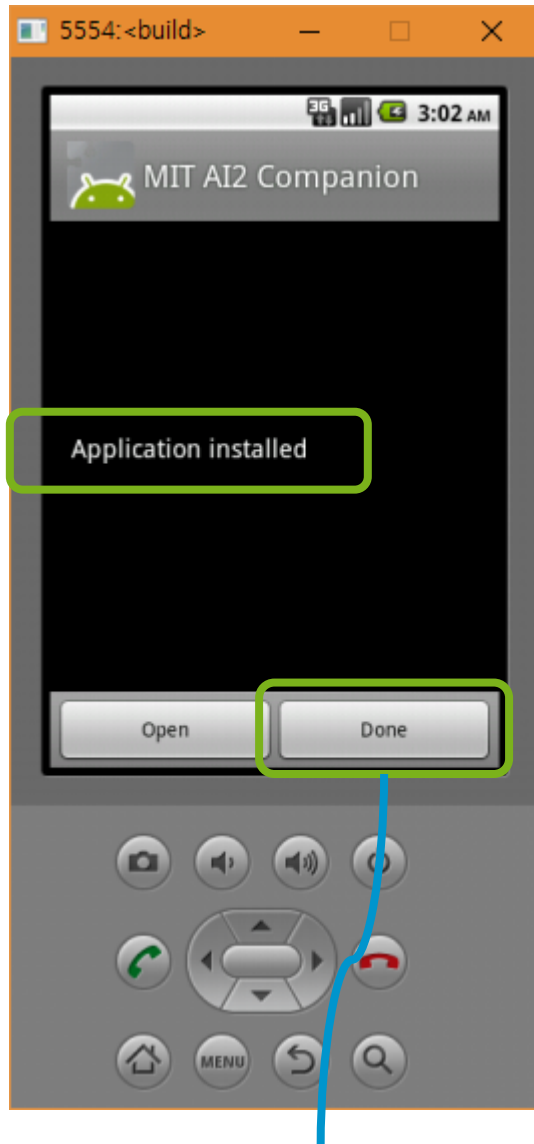 5554:<build>
3G 3:02 AM
MIT AI2 Companion
Application installed
Open Done
MENU